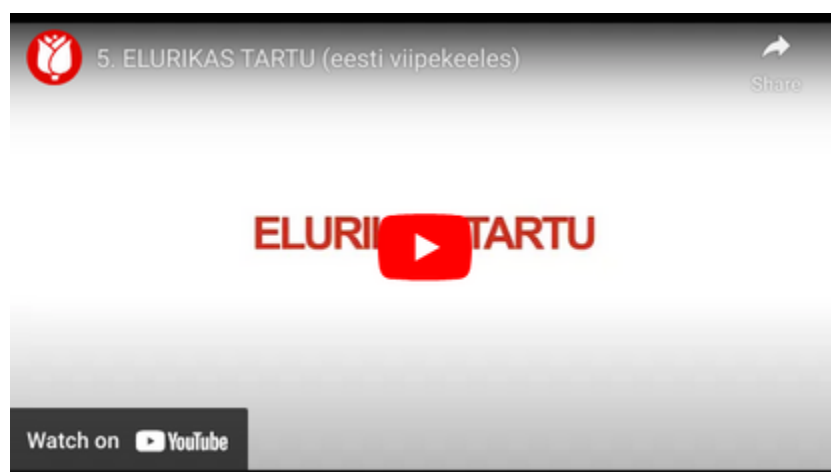 5. ELURIKAS TARTU (eesti viipekeeles)
Share
ELURI TARTU
Watch on YouTube